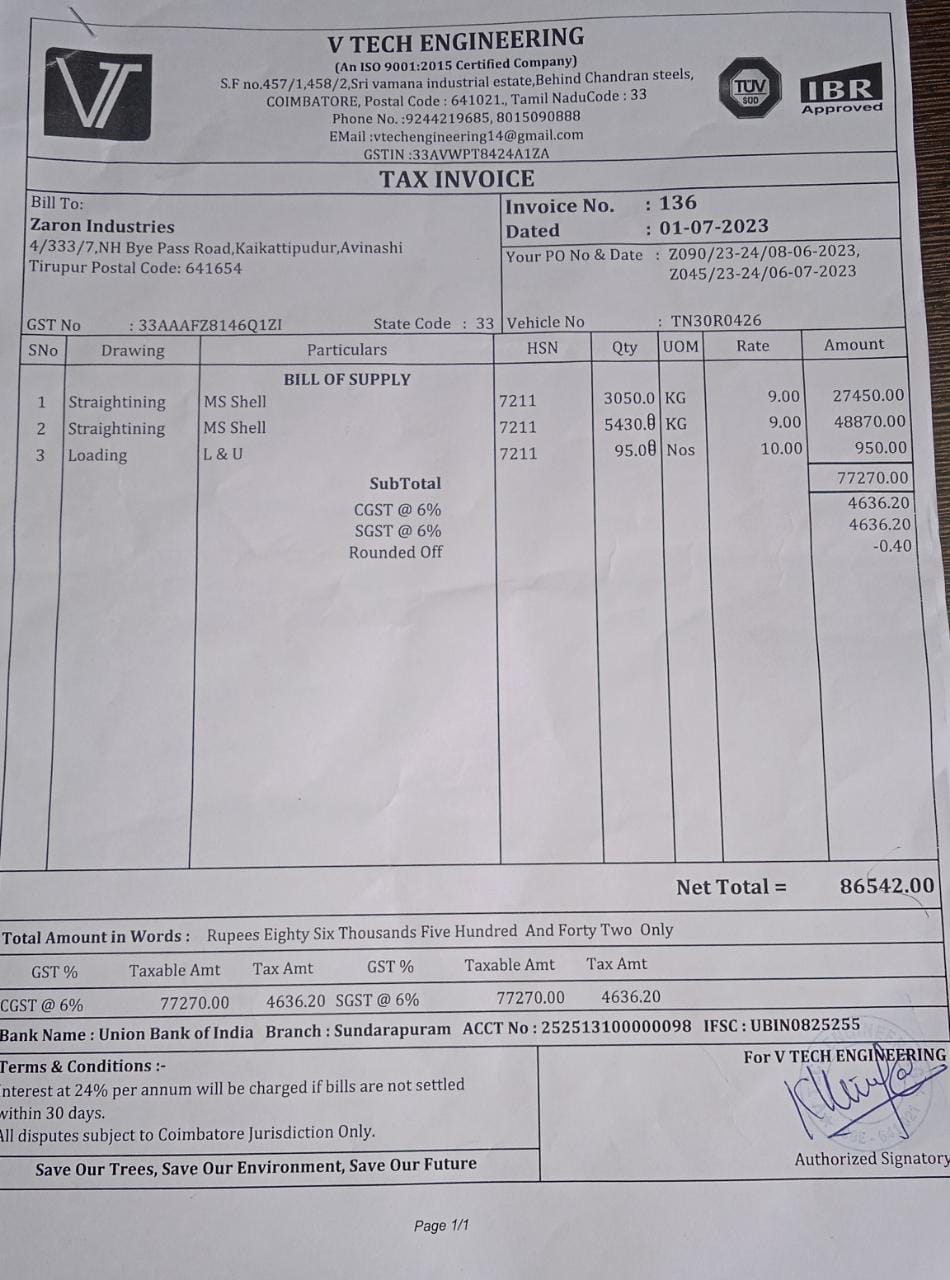 V TECH ENGINEERING
(An ISO 9001:2015 Certified Company)
S.F no.457/1,458/2,Sri vamana industrial estate,Behind Chandran steels,
COIMBATORE, Postal Code : 641021., Tamil NaduCode : 33
Phone No. :9244219685, 8015090888
EMail :vtechengineering14@gmail.com
GSTIN :33AVWPT8424A1ZA
VT
TÜV
SÜD
IBR
Approved
TAX INVOICE
Bill To:
Zaron Industries
4/333/7,NH Bye Pass Road,Kaikattipudur,Avinashi
Tirupur Postal Code: 641654
GST No : 33AAAFZ8146Q1ZI State Code : 33
Invoice No. : 136
Dated : 01-07-2023
Your PO No & Date : Z090/23-24/08-06-2023,
Z045/23-24/06-07-2023
Vehicle No : TN30R0426
SNo Drawing Particulars HSN Qty UOM Rate Amount
BILL OF SUPPLY
1 Straightining MS Shell 7211 3050.0 KG 9.00 27450.00
2 Straightining MS Shell 7211 5430.0 KG 9.00 48870.00
3 Loading L & U 7211 95.00 Nos 10.00 950.00
SubTotal 77270.00
CGST @ 6% 4636.20
SGST @ 6% 4636.20
Rounded Off -0.40
Net Total = 86542.00
Total Amount in Words : Rupees Eighty Six Thousands Five Hundred And Forty Two Only
GST % Taxable Amt Tax Amt GST % Taxable Amt Tax Amt
CGST @ 6% 77270.00 4636.20 SGST @ 6% 77270.00 4636.20
Bank Name : Union Bank of India Branch : Sundarapuram ACCT No : 252513100000098 IFSC : UBIN0825255
Terms & Conditions :-
nterest at 24% per annum will be charged if bills are not settled
within 30 days.
All disputes subject to Coimbatore Jurisdiction Only.
Save Our Trees, Save Our Environment, Save Our Future
For V TECH ENGINEERING
Authorized Signatory
Page 1/1